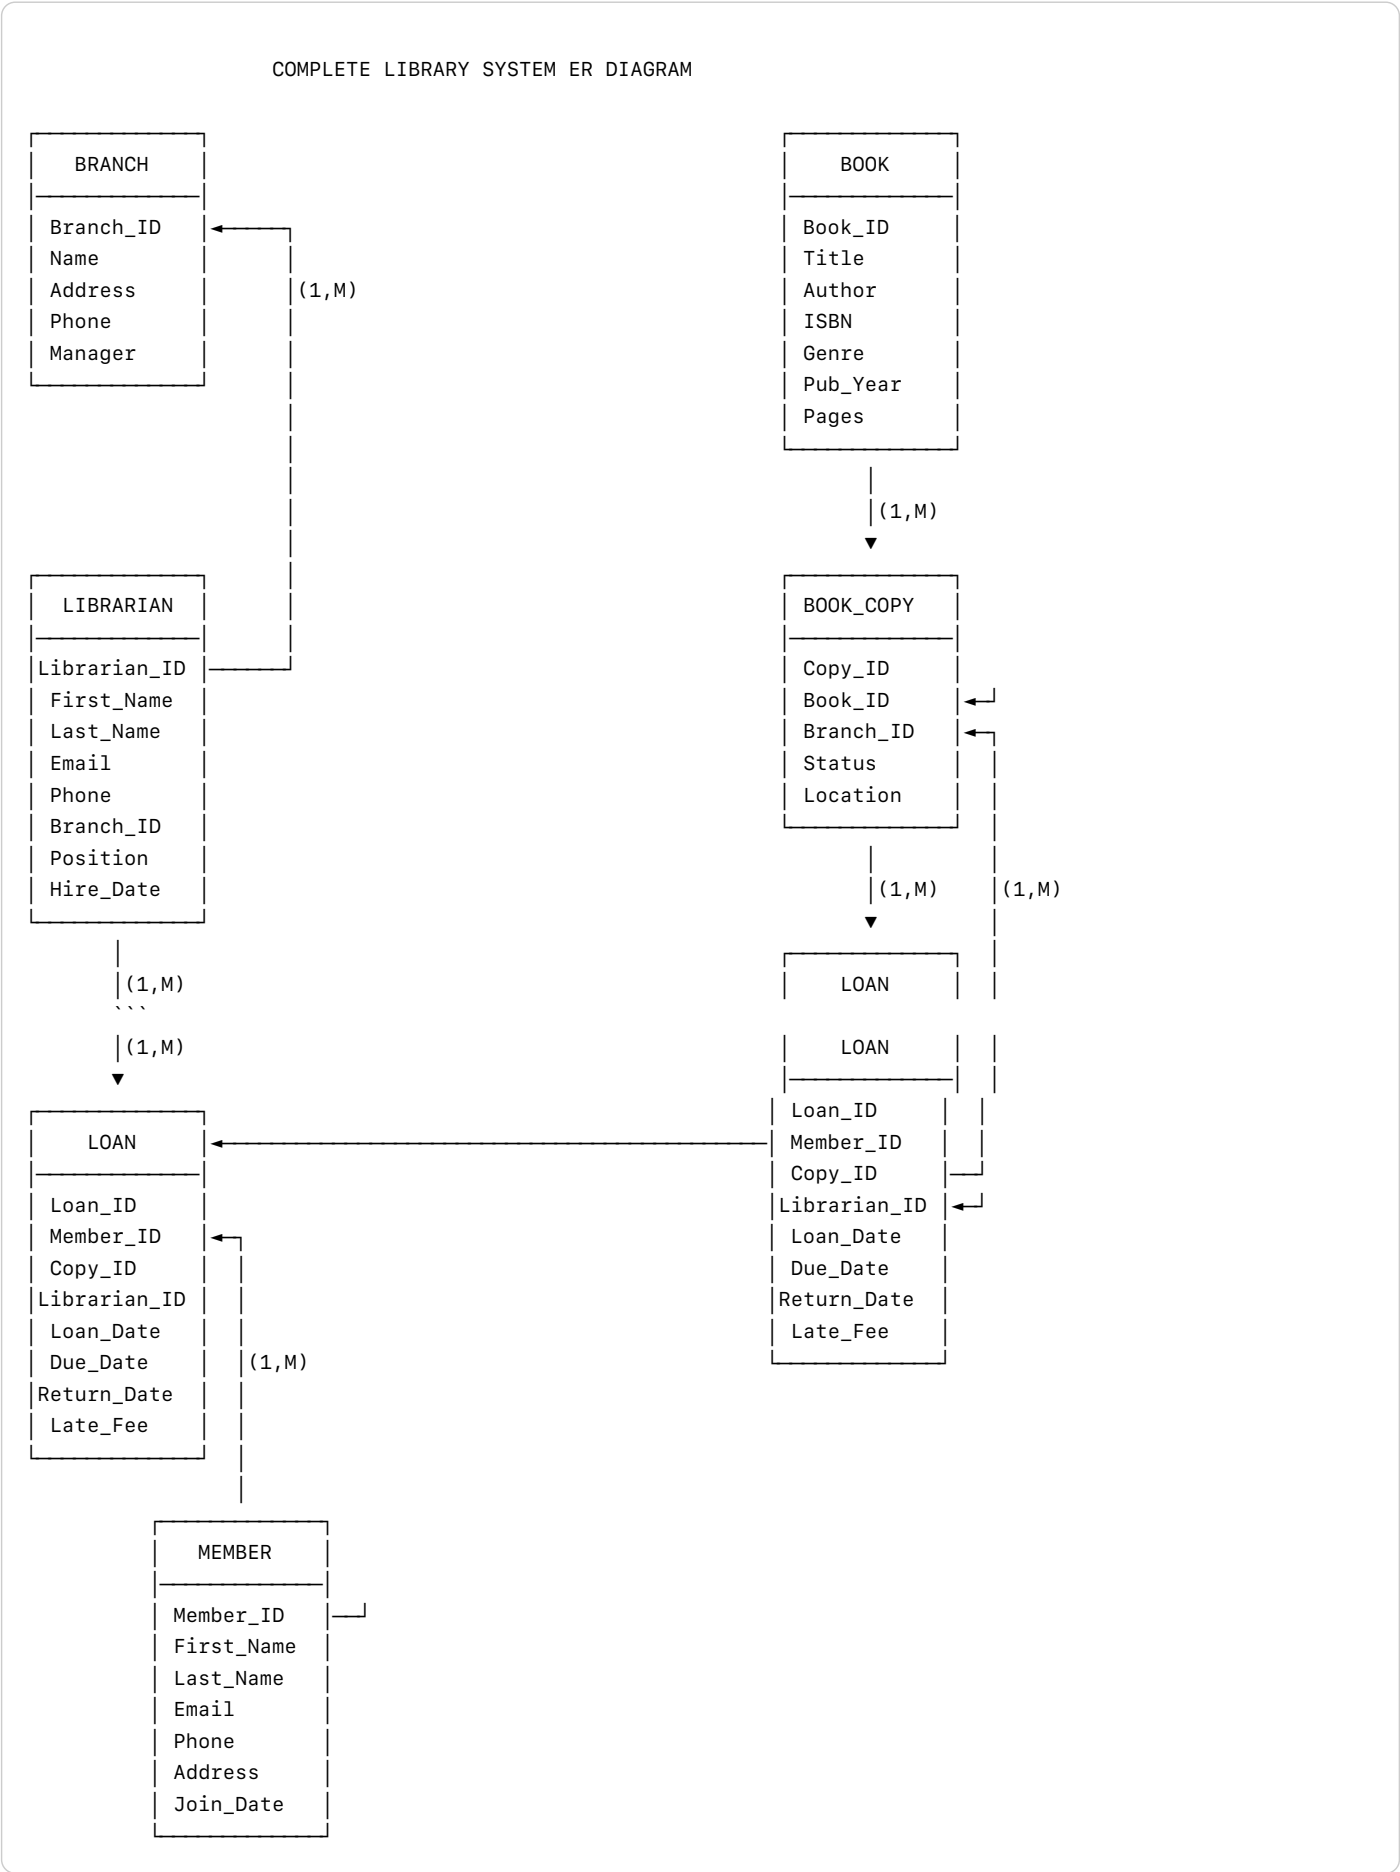 COMPLETE LIBRARY SYSTEM ER DIAGRAM
BRANCH
Branch_ID
Name
Address
(1,M)
Phone
Manager
BOOK
Book_ID
Title
Author
ISBN
Genre
Pub_Year
Pages
(1,M)
LIBRARIAN
Librarian_ID
First_Name
Last_Name
Email
Phone
Branch_ID
Position
Hire_Date
(1,M)
```
(1,M)
BOOK_COPY
Copy_ID
Book_ID
Branch_ID
Status
Location
(1,M)
(1,M)
LOAN
LOAN
Loan_ID
Member_ID
Copy_ID
Librarian_ID
Loan_Date
Due_Date
Return_Date
Late_Fee
LOAN
Loan_ID
Member_ID
Copy_ID
Librarian_ID
Loan_Date
Due_Date
(1,M)
Return_Date
Late_Fee
MEMBER
Member_ID
First_Name
Last_Name
Email
Phone
Address
Join_Date